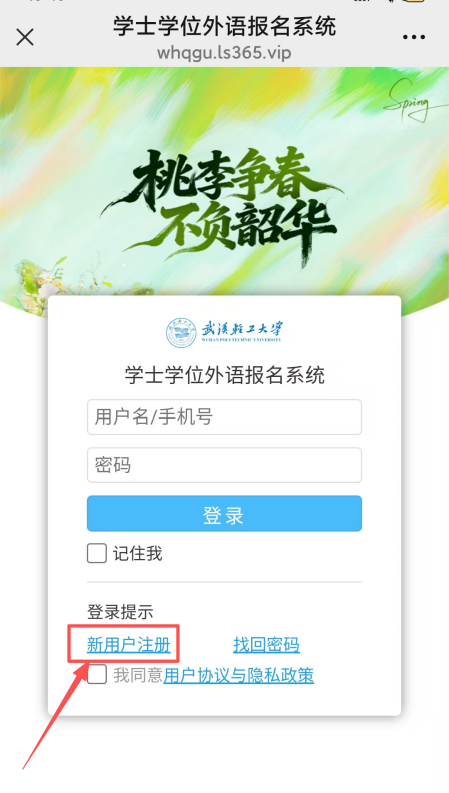 学士学位外语报名系统
whqgu.ls365.vip
Spring
桃李争春
不负韶华
武汉轻工大学
WUHAN POLYTECHNIC UNIVERSITY
学士学位外语报名系统
用户名/手机号
密码
登录
记住我
登录提示
新用户注册 找回密码
我同意用户协议与隐私政策